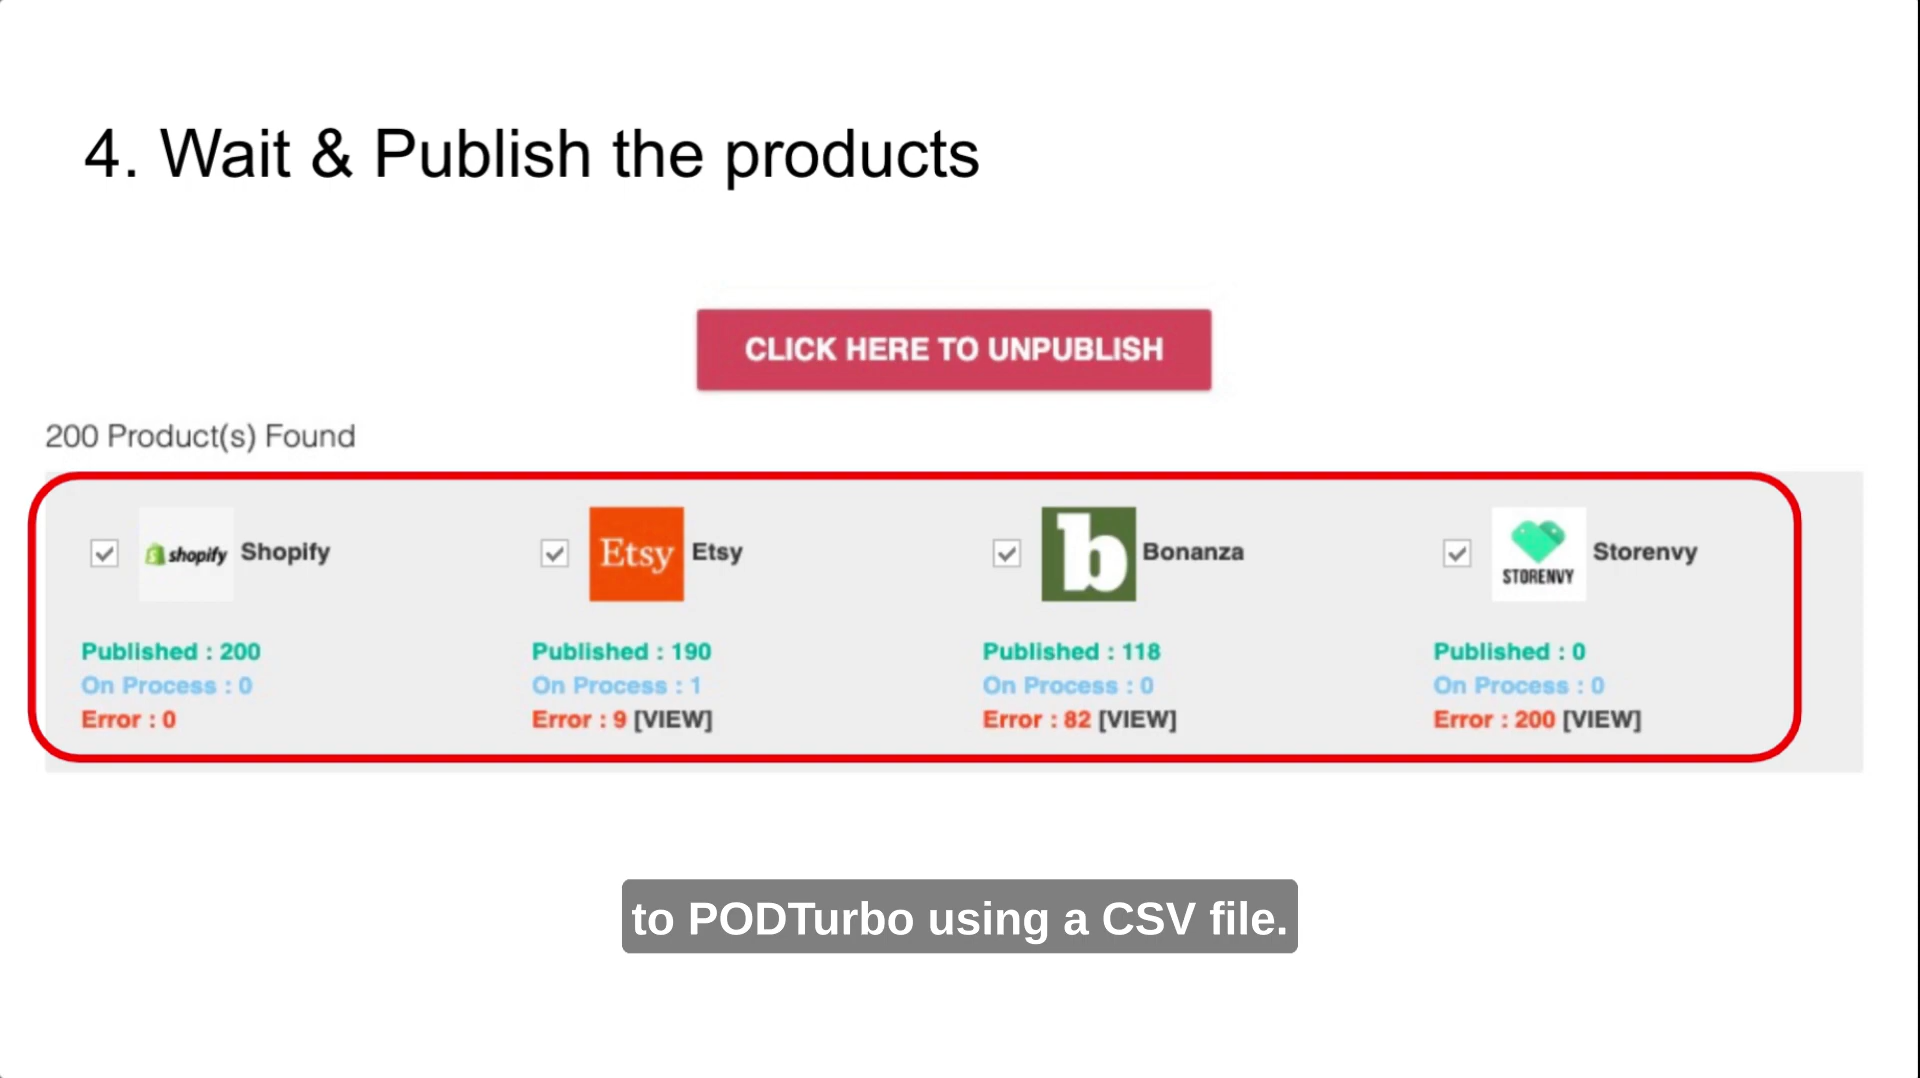 4. Wait & Publish the products
CLICK HERE TO UNPUBLISH
200 Product(s) Found
shopify Shopify
Etsy Etsy
b Bonanza
STORENVY Storenvy
Published : 200
On Process : 0
Error : 0
Published : 190
On Process : 1
Error : 9 [VIEW]
Published : 118
On Process : 0
Error : 82 [VIEW]
Published : 0
On Process : 0
Error : 200 [VIEW]
to PODTurbo using a CSV file.